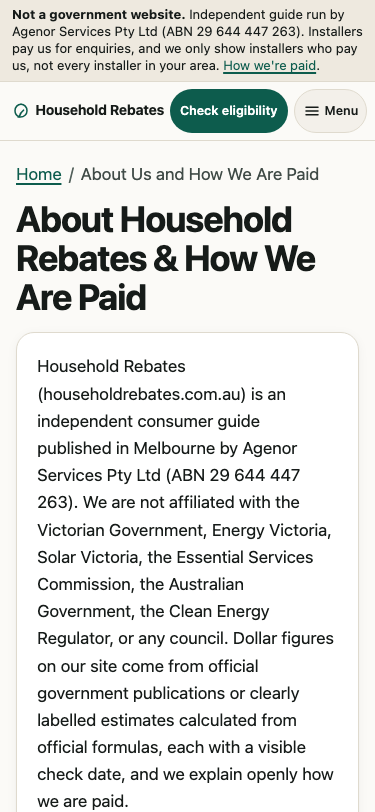 Not a government website. Independent guide run by
Agenor Services Pty Ltd (ABN 29 644 447 263). Installers
pay us for enquiries, and we only show installers who pay
us, not every installer in your area. How we're paid.
Household Rebates
Check eligibility
Menu
Home / About Us and How We Are Paid
About Household
Rebates & How We
Are Paid
Household Rebates
(householdrebates.com.au) is an
independent consumer guide
published in Melbourne by Agenor
Services Pty Ltd (ABN 29 644 447
263). We are not affiliated with the
Victorian Government, Energy Victoria,
Solar Victoria, the Essential Services
Commission, the Australian
Government, the Clean Energy
Regulator, or any council. Dollar figures
on our site come from official
government publications or clearly
labelled estimates calculated from
official formulas, each with a visible
check date, and we explain openly how
we are paid.